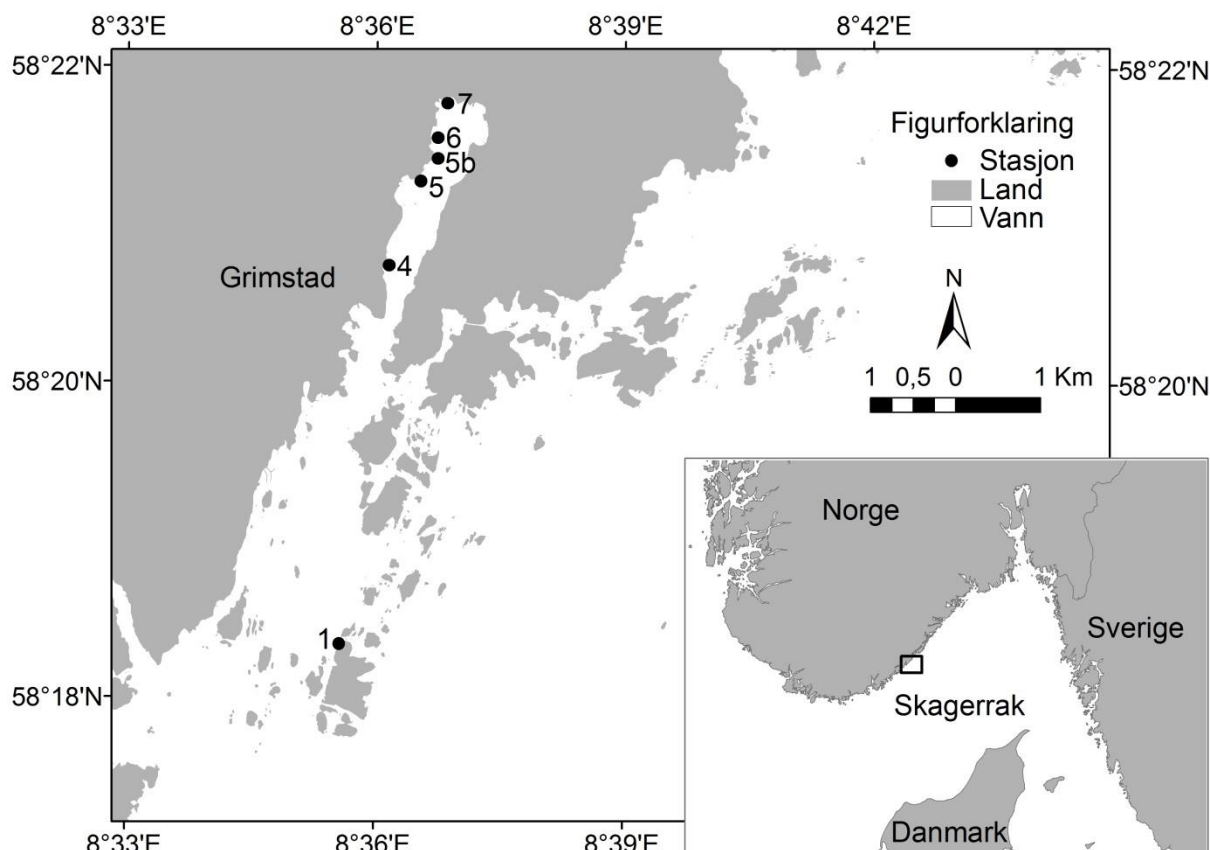 8°33'E
8°36'E
8°39'E
8°42'E
58°22'N
58°22'N
7
6
5b
5
4
Figurforklaring
Stasjon
Land
Vann
Grimstad
N
1 0,5 0 1 Km
58°20'N
58°20'N
1
58°18'N
Norge
Sverige
Skagerrak
Danmark
8°33'E
8°36'E
8°39'E